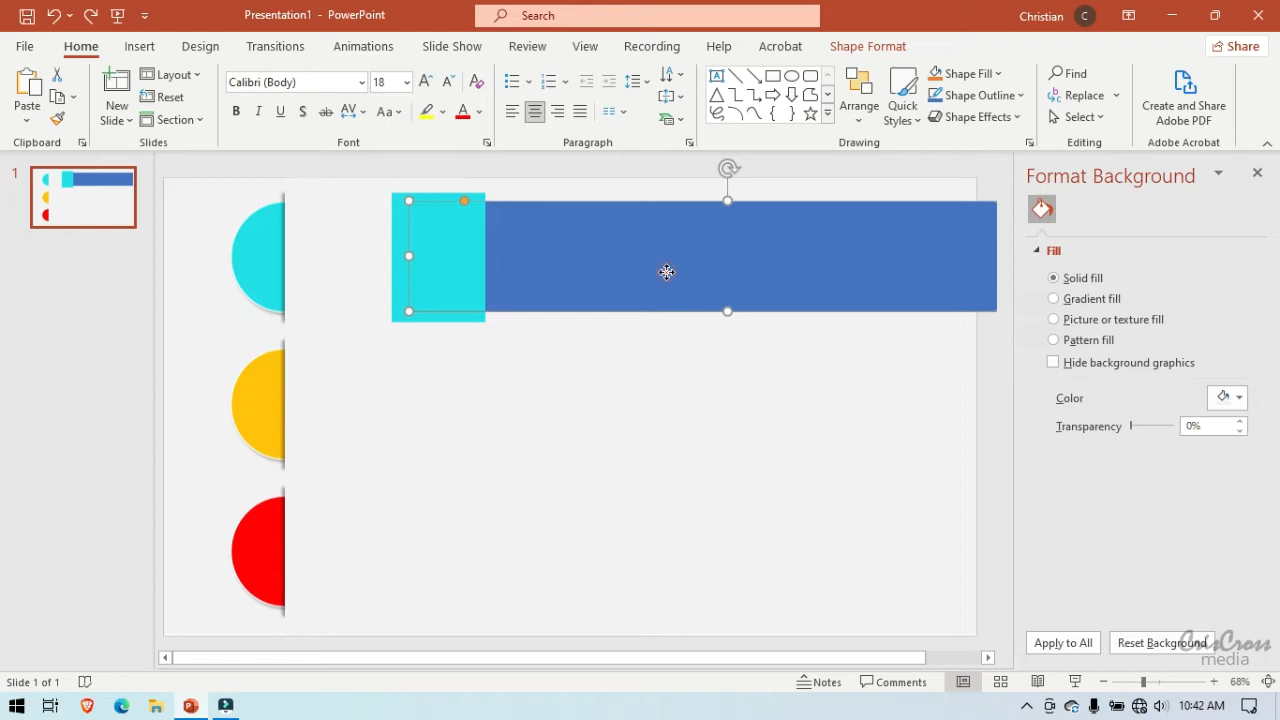 Presentation1 - PowerPoint
Search
Christian
C
File
Home
Insert
Design
Transitions
Animations
Slide Show
Review
View
Recording
Help
Acrobat
Shape Format
Share
Paste
New
Slide
Layout
Reset
Section
Calibri (Body)
18
Arrange
Quick
Styles
Shape Fill
Shape Outline
Shape Effects
Find
Replace
Select
Create and Share
Adobe PDF
Clipboard
Slides
Font
Paragraph
Drawing
Editing
Adobe Acrobat
1
Format Background
Fill
Solid fill
Gradient fill
Picture or texture fill
Pattern fill
Hide background graphics
Color
Transparency
0%
Apply to All
Reset Background
CrisCross
media
Slide 1 of 1
Notes
Comments
68%
10:42 AM